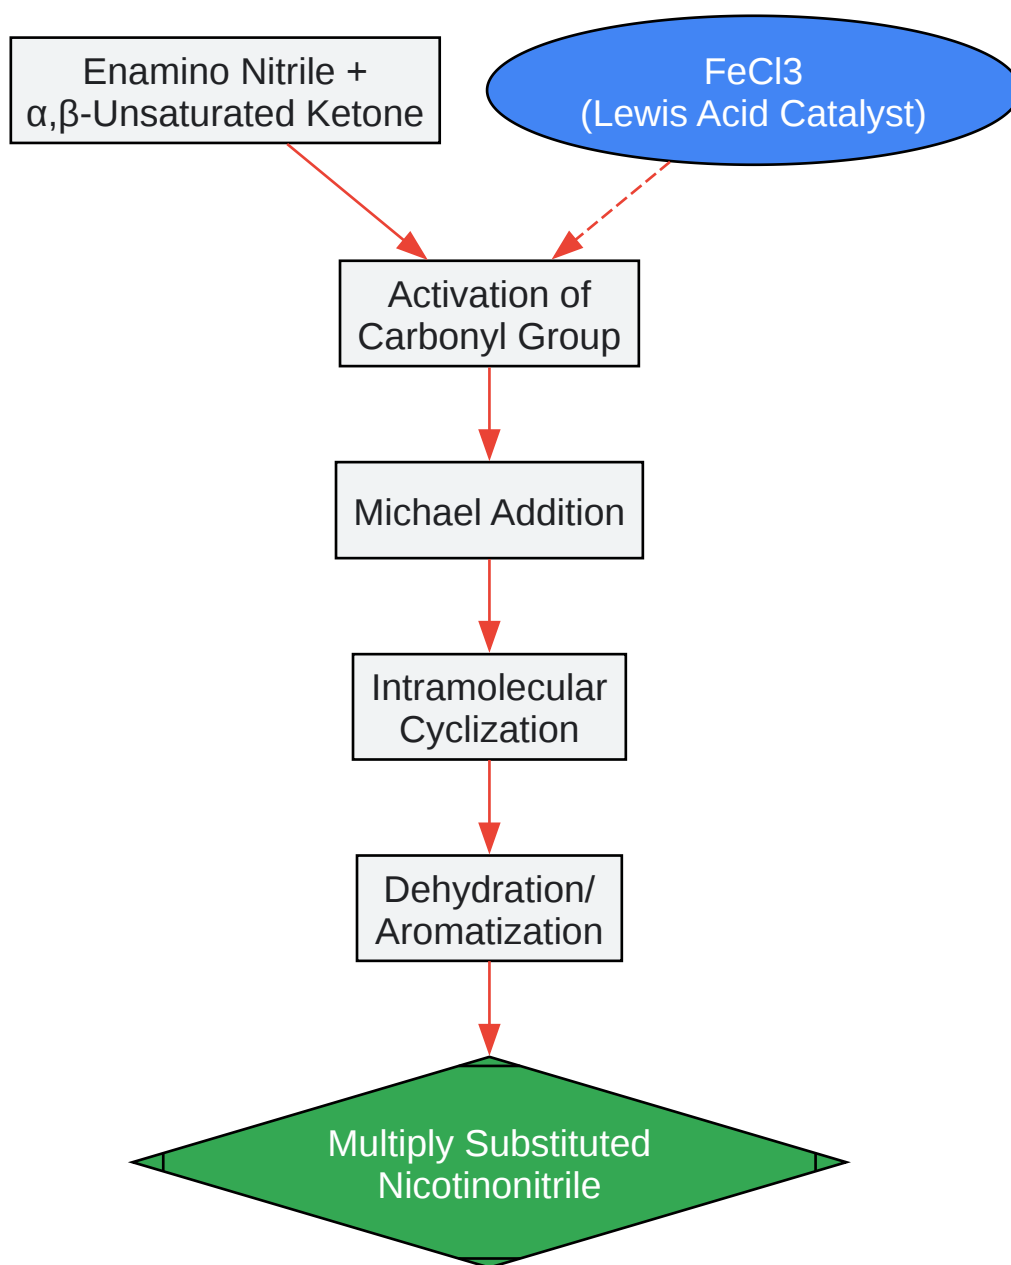 Enamino Nitrile +
α,β-Unsaturated Ketone
FeCl3
(Lewis Acid Catalyst)
Activation of
Carbonyl Group
Michael Addition
Intramolecular
Cyclization
Dehydration/
Aromatization
Multiply Substituted
Nicotinonitrile